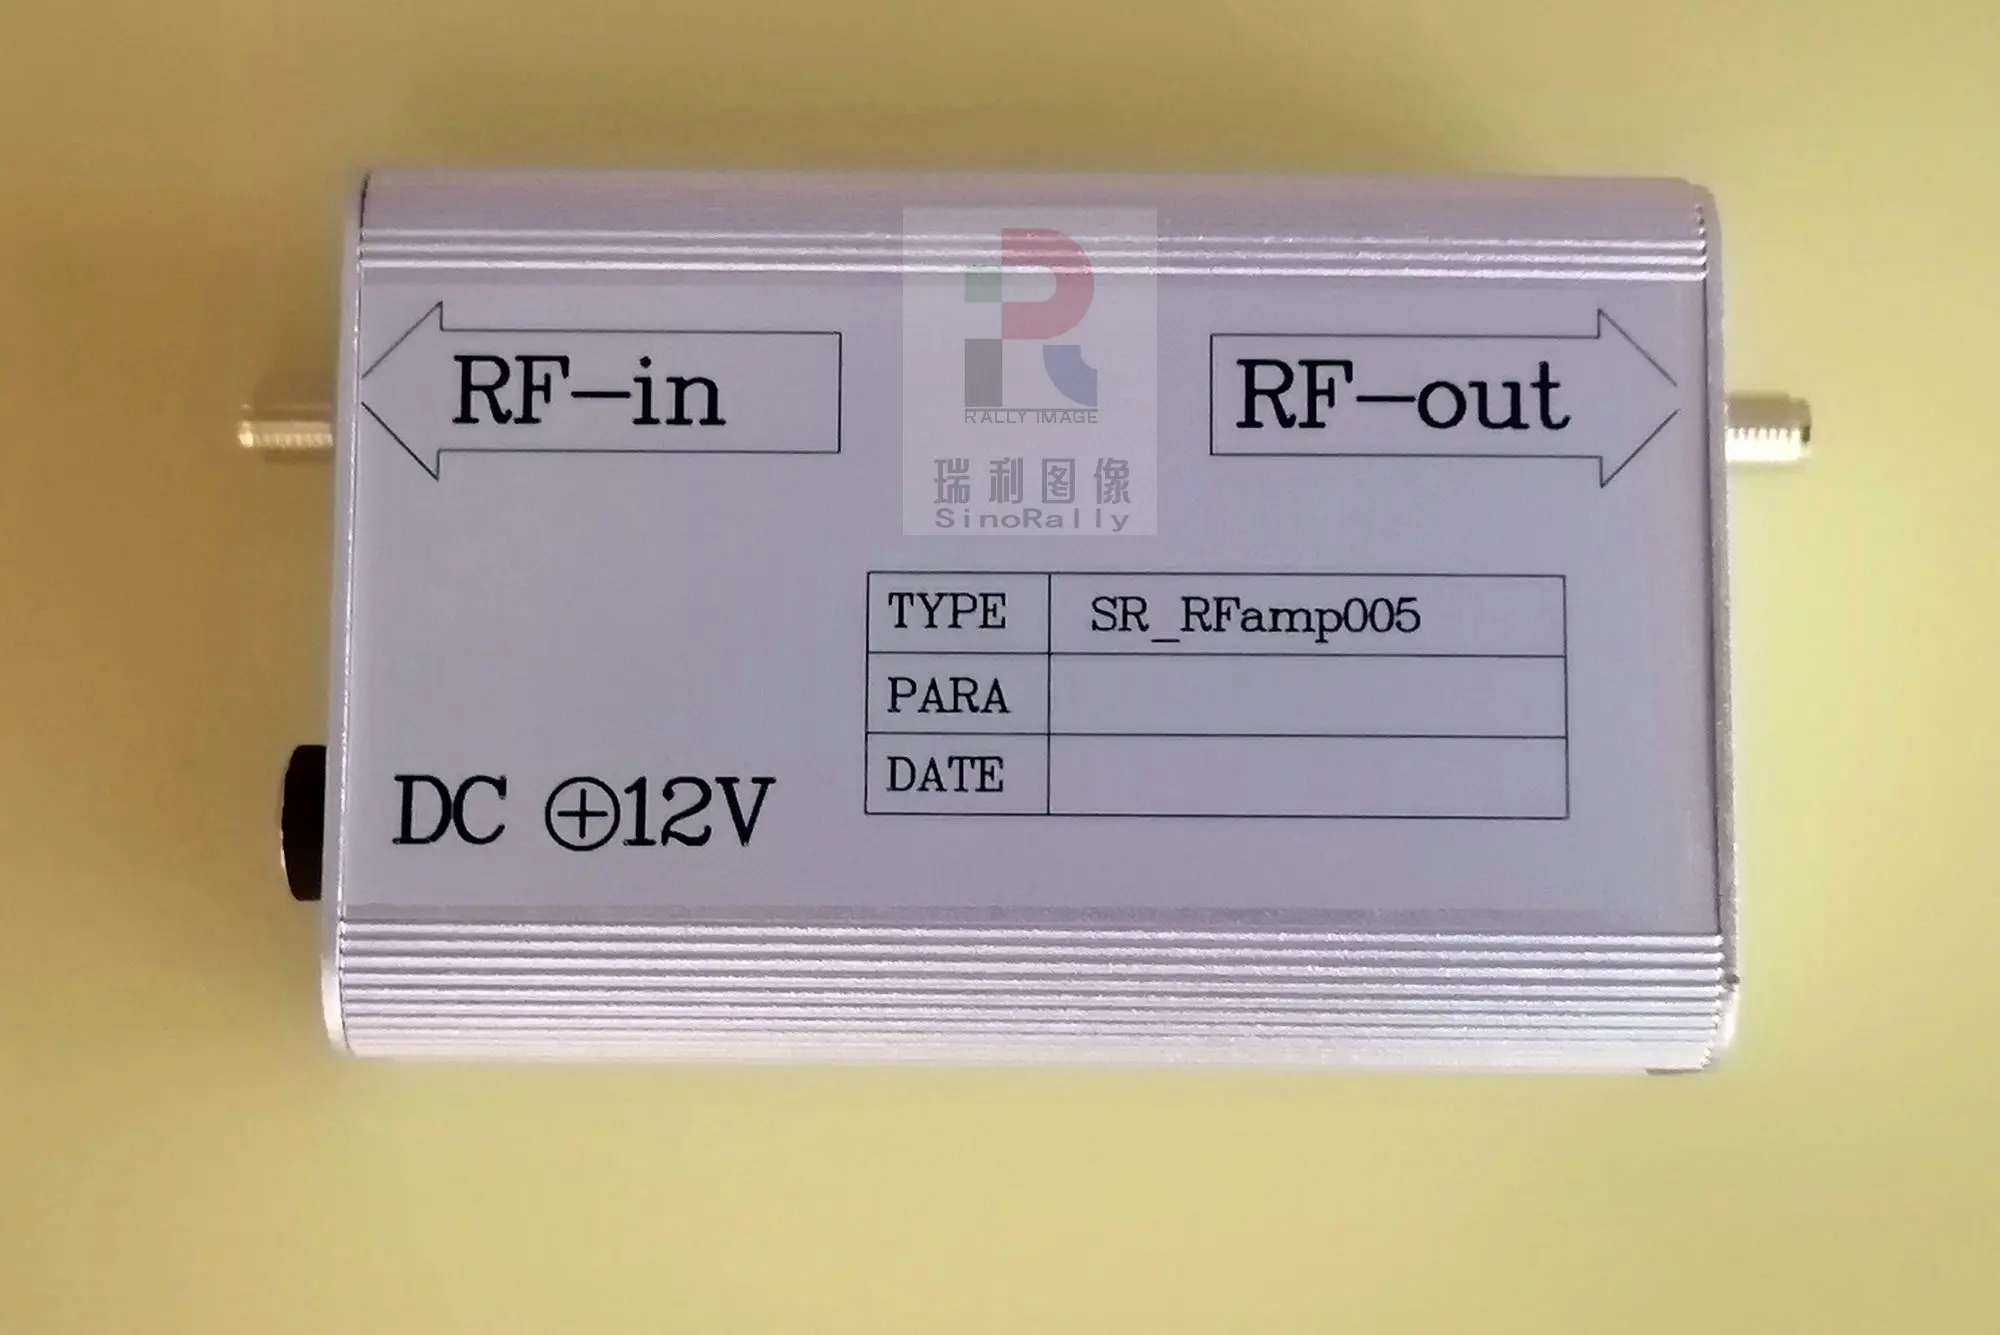 RF-in
RF-out
RALLY IMAGE
瑞利图像
SinoRally
TYPE SR_RFamp005
PARA
DATE
DC ⊕12V